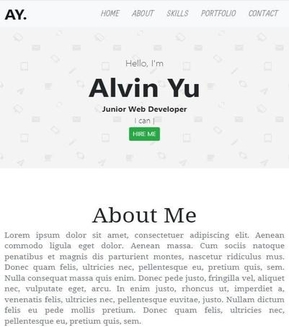 AY.
HOME ABOUT SKILLS PORTFOLIO CONTACT
Hello, I'm
Alvin Yu
Junior Web Developer
I can |
HIRE ME
About Me
Lorem ipsum dolor sit amet, consectetuer adipiscing elit. Aenean
commodo ligula eget dolor. Aenean massa. Cum sociis natoque
penatibus et magnis dis parturient montes, nascetur ridiculus mus.
Donec quam felis, ultricies nec, pellentesque eu, pretium quis, sem.
Nulla consequat massa quis enim. Donec pede justo, fringilla vel, aliquet
nec, vulputate eget, arcu. In enim justo, rhoncus ut, imperdiet a,
venenatis felis, ultricies nec, pellentesque euvitae, justo. Nullam dictum
felis eu pede mollis pretium. Donec quam felis, ultricies nec,
pellentesque eu, pretium quis, sem.